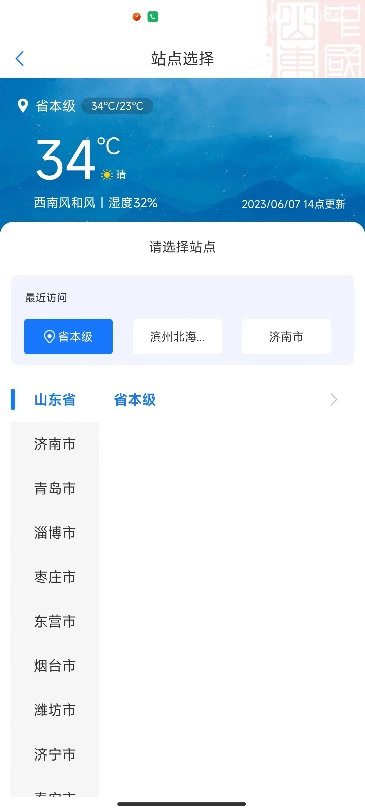 站点选择
省本级 34℃/23℃
34℃
晴
西南风和风丨湿度32%
2023/06/07 14点更新
请选择站点
最近访问
省本级 滨州北海... 济南市
山东省 省本级
济南市
青岛市
淄博市
枣庄市
东营市
烟台市
潍坊市
济宁市